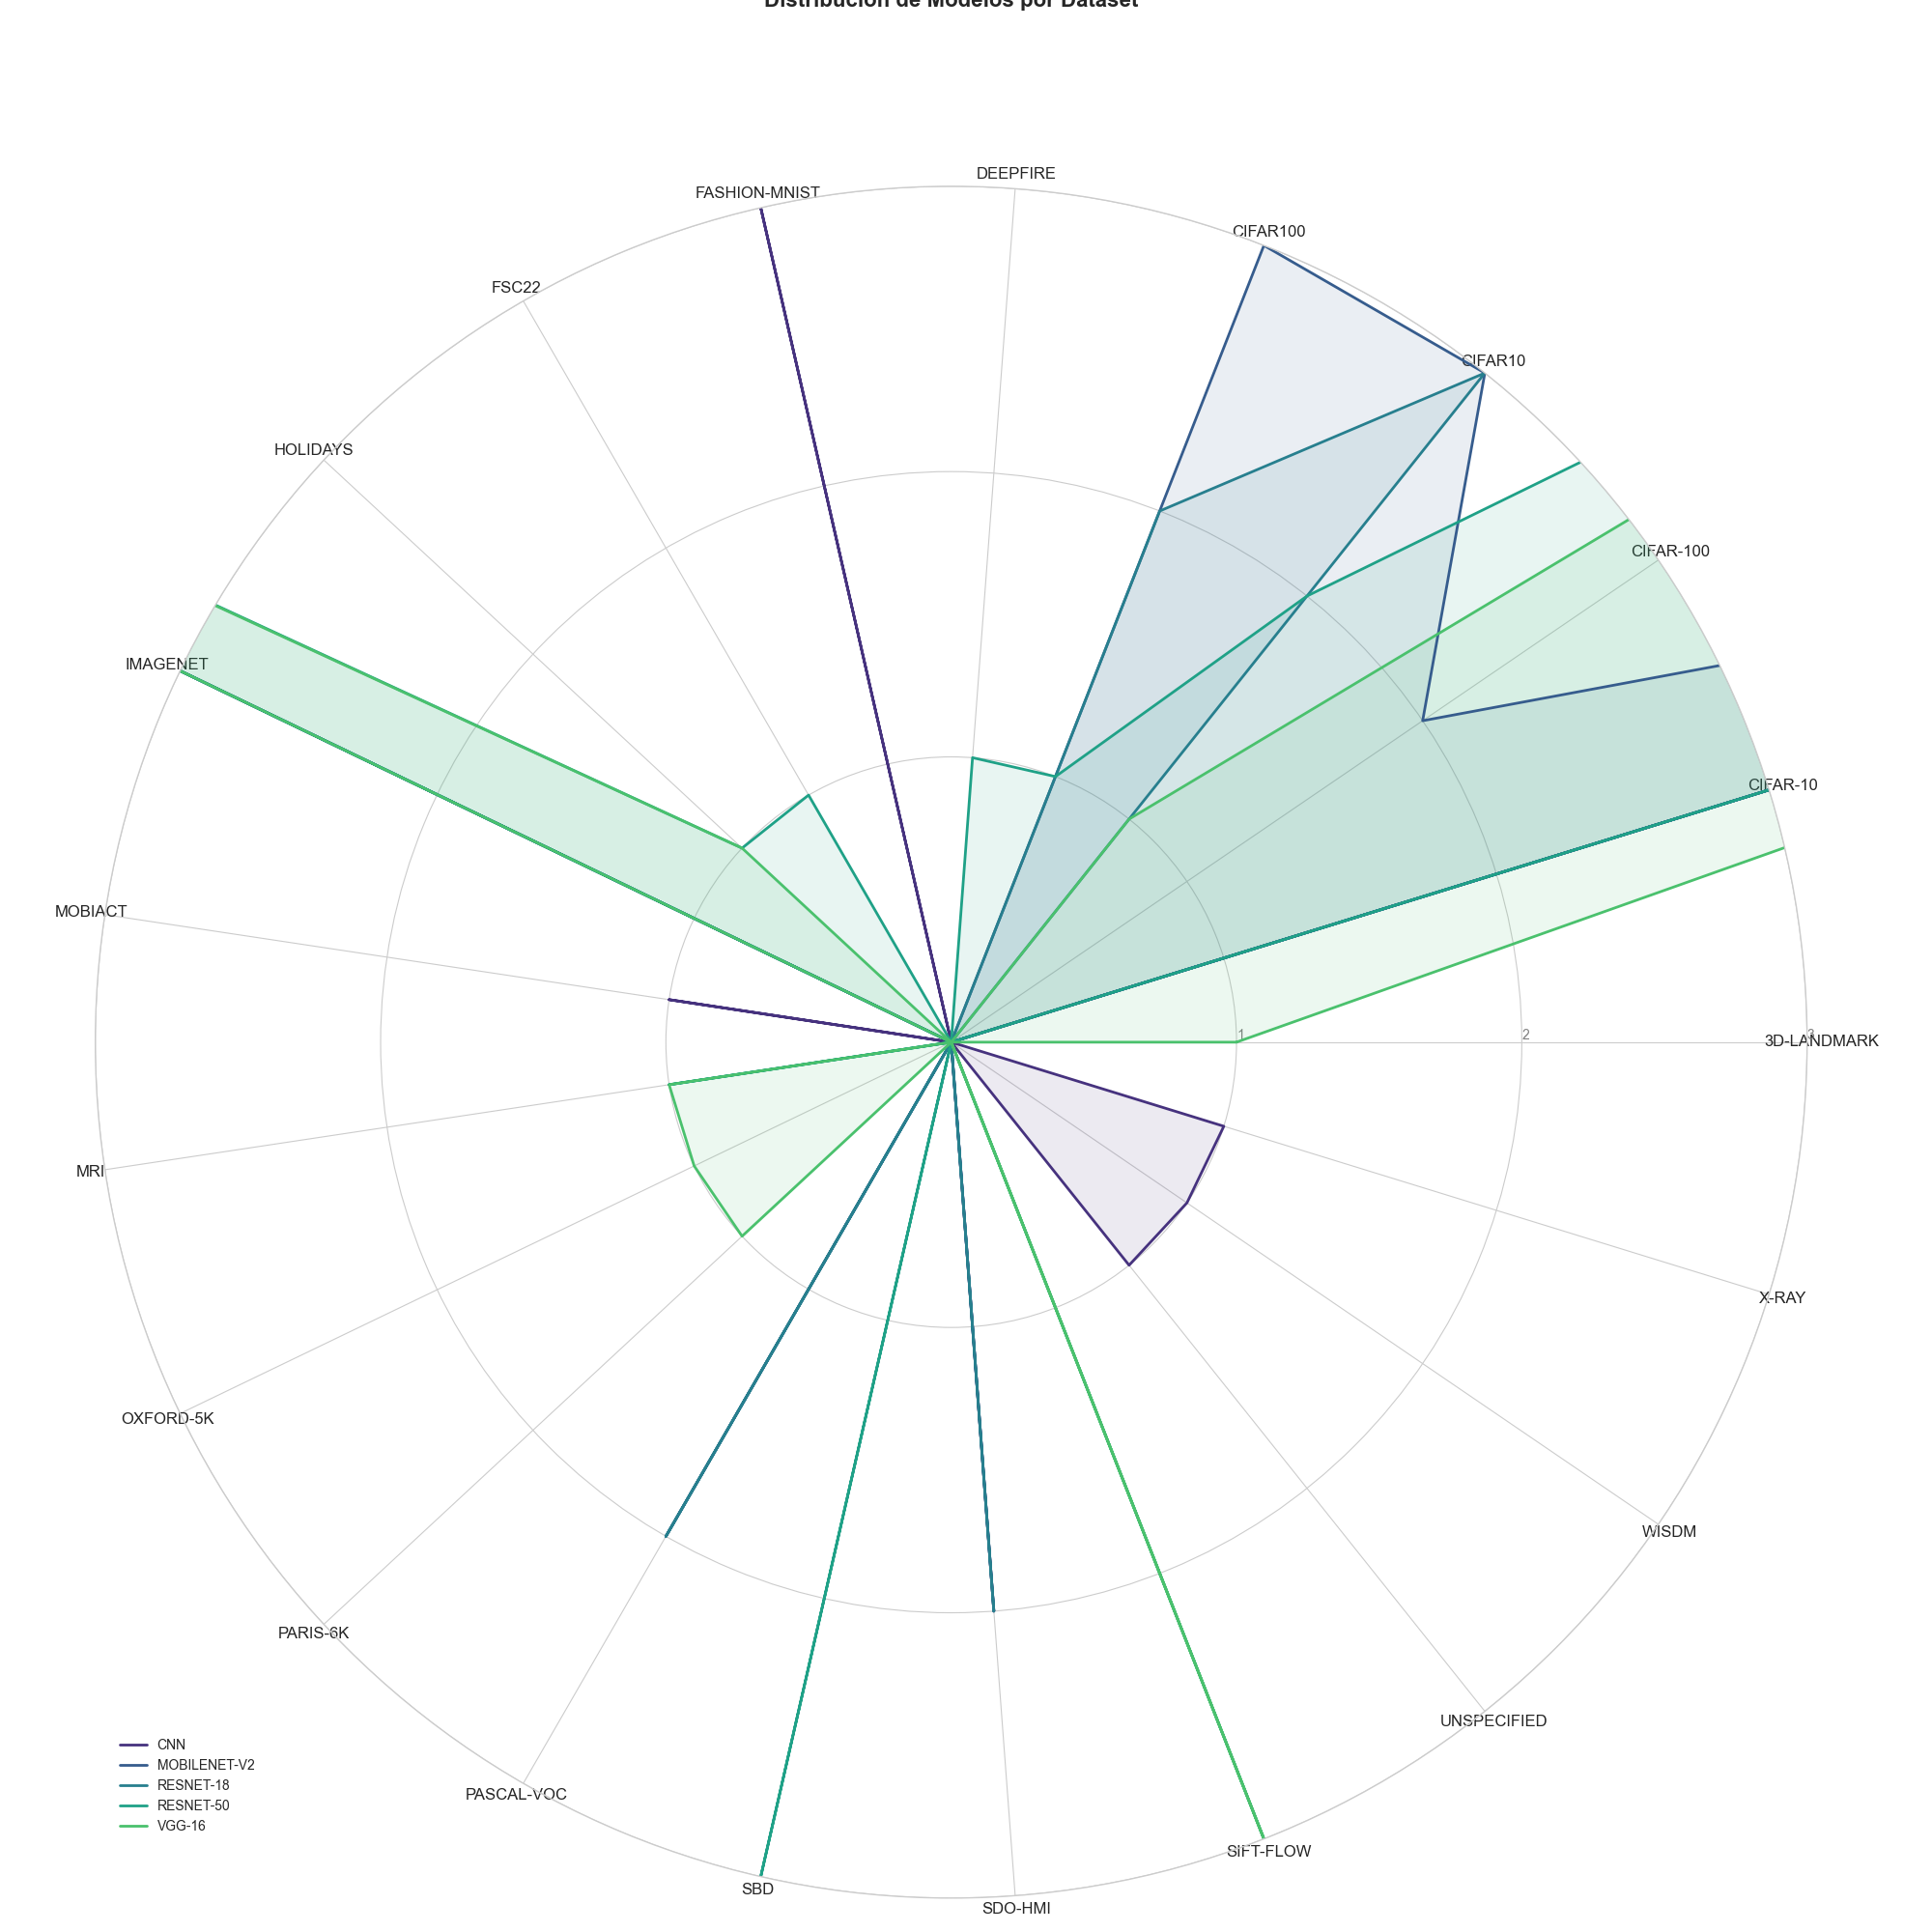 Distribución de Modelos por Dataset
DEEPFIRE
FASHION-MNIST
CIFAR100
FSC22
CIFAR10
HOLIDAYS
CIFAR-100
IMAGENET
CIFAR-10
MOBIACT
1
2
3
3D-LANDMARK
MRI
X-RAY
OXFORD-5K
WISDM
PARIS-6K
UNSPECIFIED
CNN
MOBILENET-V2
RESNET-18
RESNET-50
VGG-16
PASCAL-VOC
SIFT-FLOW
SBD
SDO-HMI